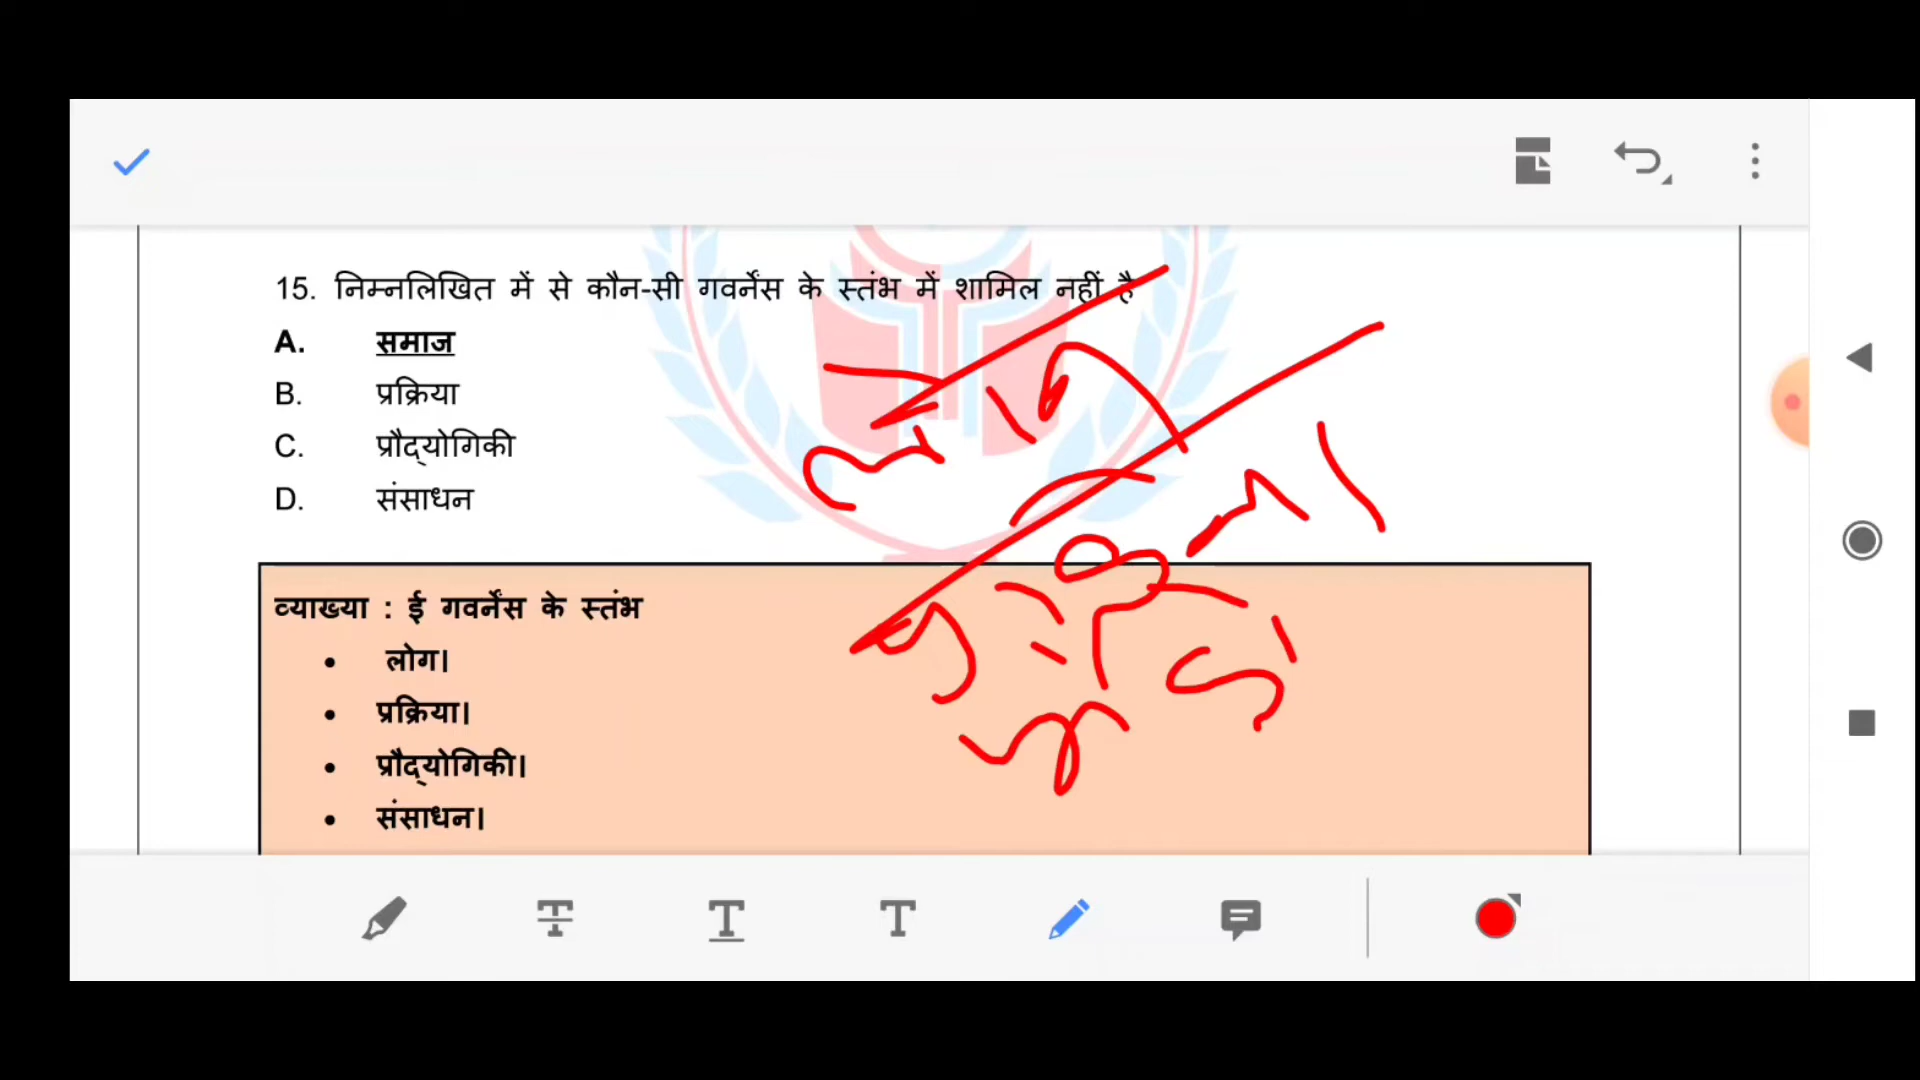 15. निम्नलिखित में से कौन-सी गवर्नेंस के स्तंभ में शामिल नहीं है
A. समाज
B. प्रक्रिया
C. प्रौद्योगिकी
D. संसाधन
व्याख्या : ई गवर्नेंस के स्तंभ
• लोग।
• प्रक्रिया।
• प्रौद्योगिकी।
• संसाधन।